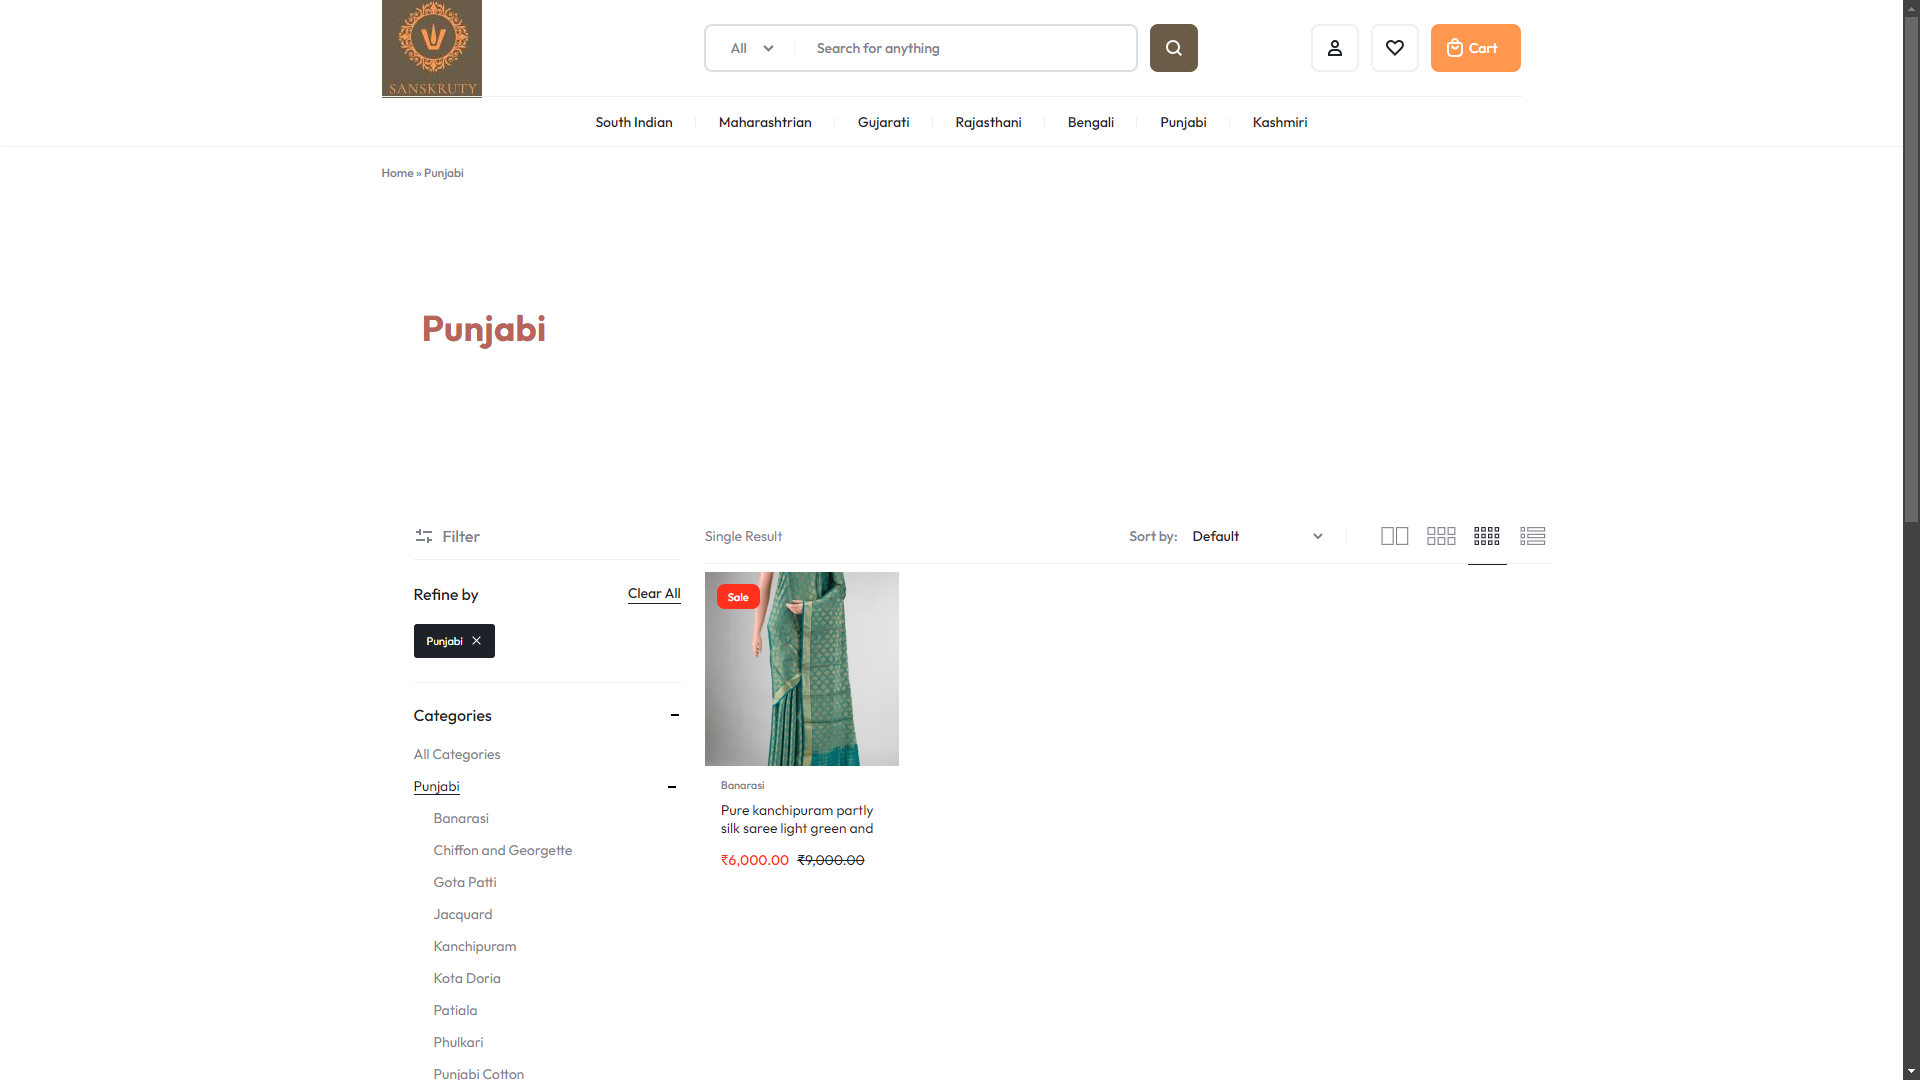 SANSKRUTY
All
Search for anything
Cart
South Indian
Maharashtrian
Gujarati
Rajasthani
Bengali
Punjabi
Kashmiri
Home » Punjabi
Punjabi
Filter
Single Result
Sort by: Default
Refine by
Clear All
Punjabi
Categories
All Categories
Punjabi
Banarasi
Chiffon and Georgette
Gota Patti
Jacquard
Kanchipuram
Kota Doria
Patiala
Phulkari
Punjabi Cotton
Sale
Banarasi
Pure kanchipuram partly
silk saree light green and
₹6,000.00 ₹9,000.00